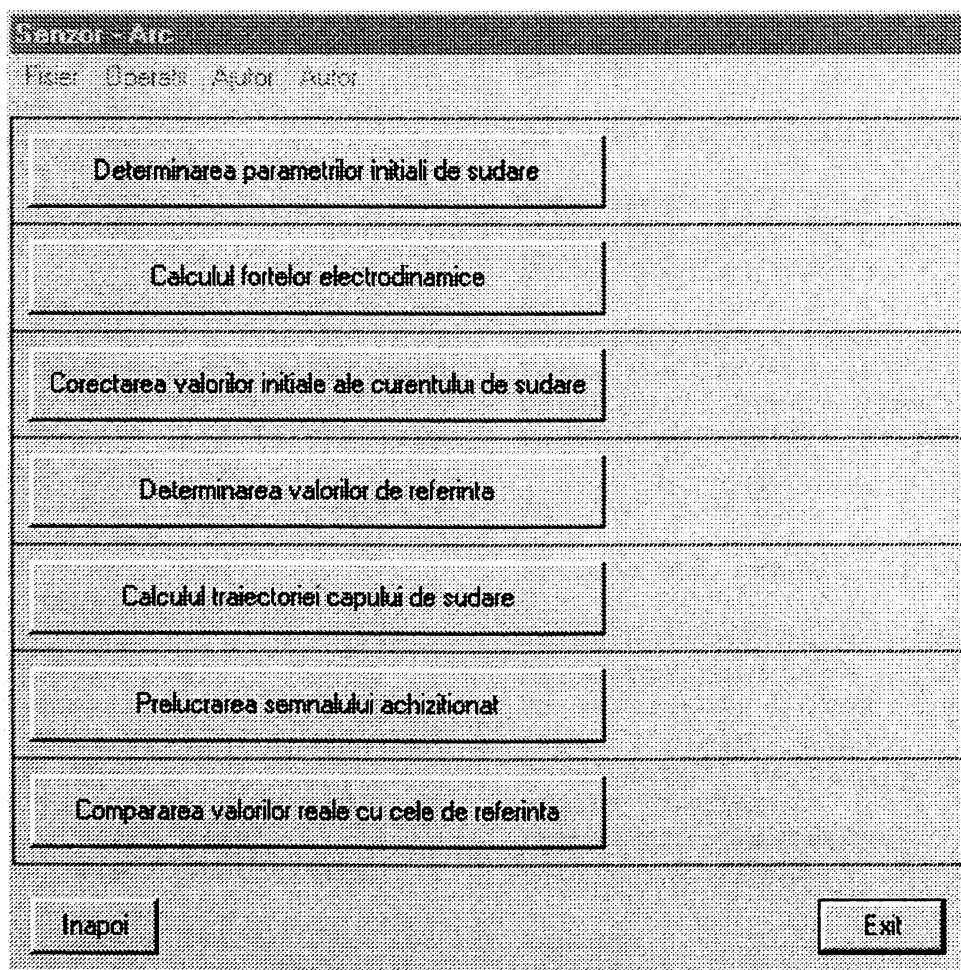 Senzor - Arc
Fisier Operatii Ajutor Autor
Determinarea parametrilor initiali de sudare
Calculul fortelor electrodinamice
Corectarea valorilor initiale ale curentului de sudare
Determinarea valorilor de referinta
Calculul traiectoriei capului de sudare
Prelucrarea semnalului achizitionat
Compararea valorilor reale cu cele de referinta
Inapoi Exit